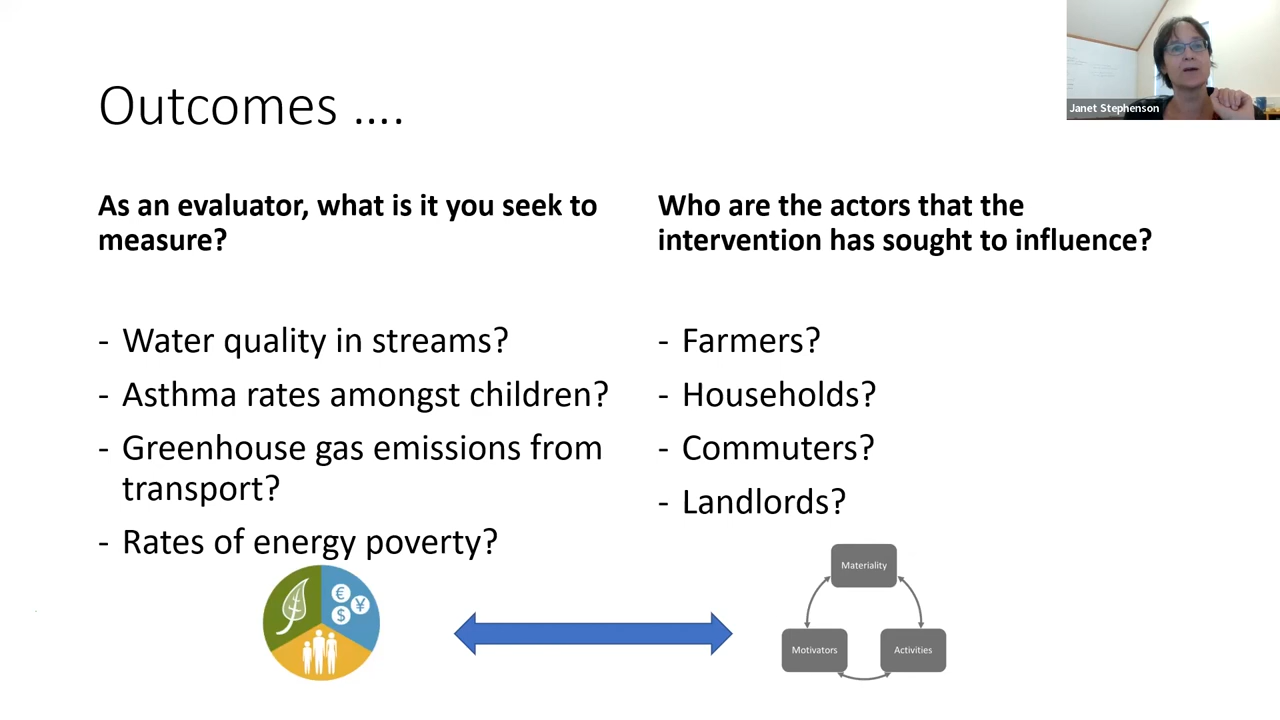 Outcomes ....
Janet Stephenson
As an evaluator, what is it you seek to
measure?
- Water quality in streams?
- Asthma rates amongst children?
- Greenhouse gas emissions from
transport?
- Rates of energy poverty?
Who are the actors that the
intervention has sought to influence?
- Farmers?
- Households?
- Commuters?
- Landlords?
€
¥
$
Materiality
Motivators
Activities